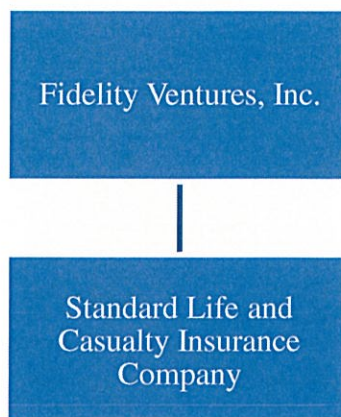 Fidelity Ventures, Inc.
Standard Life and
Casualty Insurance
Company